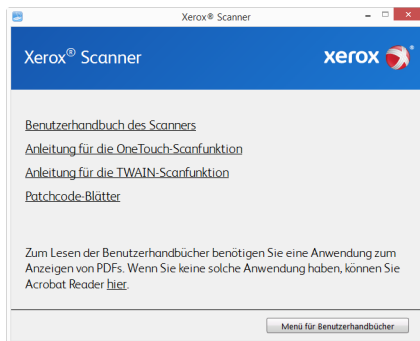 Xerox® Scanner
Xerox® Scanner
xerox
Benutzerhandbuch des Scanners
Anleitung für die OneTouch-Scanfunktion
Anleitung für die TWAIN-Scanfunktion
Patchcode-Blätter
Zum Lesen der Benutzerhandbücher benötigen Sie eine Anwendung zum
Anzeigen von PDFs. Wenn Sie keine solche Anwendung haben, können Sie
Acrobat Reader hier.
Menü für Benutzerhandbücher